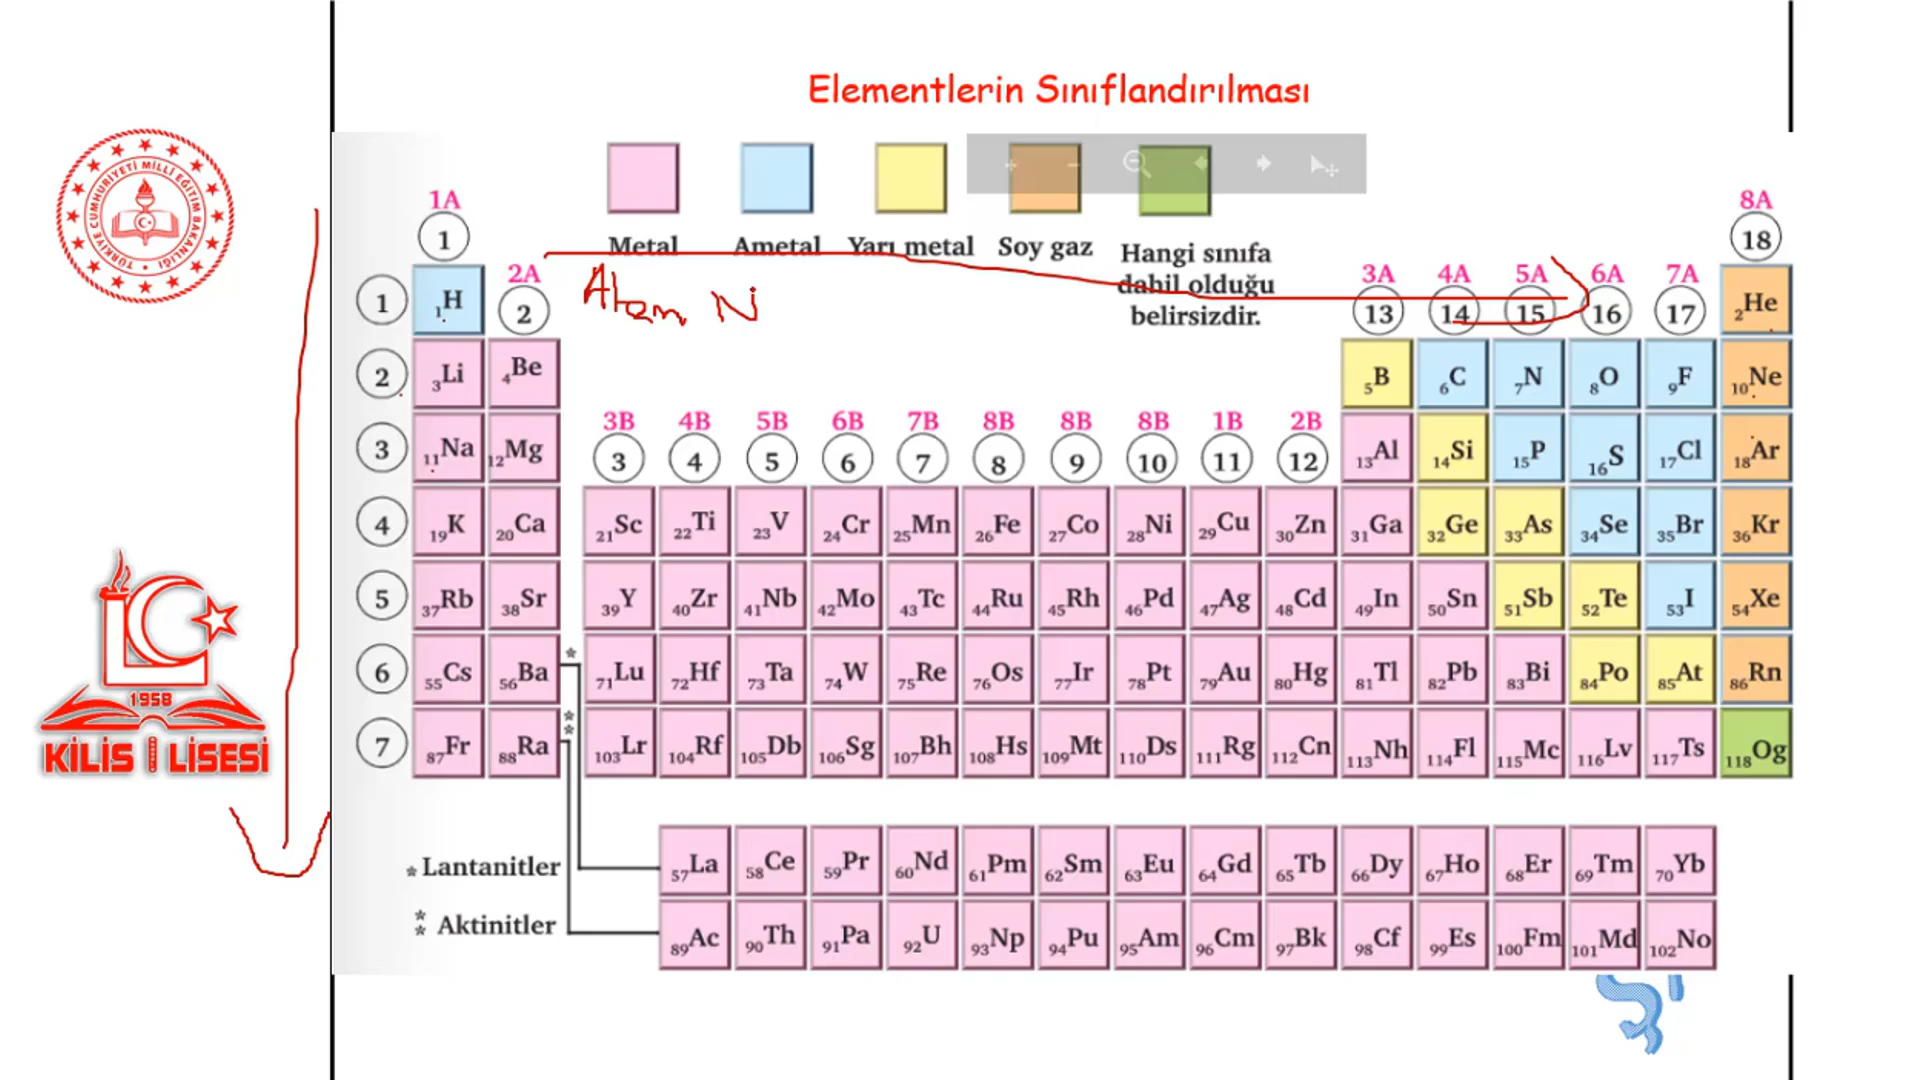 Elementlerin Sınıflandırılması
TÜRKİYE CUMHURİYETİ MİLLÎ EĞİTİM BAKANLIĞI
1958
KİLİS LİSESİ
Metal Ametal Yarı metal Soy gaz Hangi sınıfa
dahil olduğu
belirsizdir.
Atom N
1A 8A
1 18
2A 3A 4A 5A 6A 7A
2 13 14 15 16 17
1 1H 2He
2 3Li 4Be 5B 6C 7N 8O 9F 10Ne
3B 4B 5B 6B 7B 8B 8B 8B 1B 2B
3 4 5 6 7 8 9 10 11 12
3 11Na 12Mg 13Al 14Si 15P 16S 17Cl 18Ar
4 19K 20Ca 21Sc 22Ti 23V 24Cr 25Mn 26Fe 27Co 28Ni 29Cu 30Zn 31Ga 32Ge 33As 34Se 35Br 36Kr
5 37Rb 38Sr 39Y 40Zr 41Nb 42Mo 43Tc 44Ru 45Rh 46Pd 47Ag 48Cd 49In 50Sn 51Sb 52Te 53I 54Xe
6 55Cs 56Ba * 71Lu 72Hf 73Ta 74W 75Re 76Os 77Ir 78Pt 79Au 80Hg 81Tl 82Pb 83Bi 84Po 85At 86Rn
7 87Fr 88Ra ** 103Lr 104Rf 105Db 106Sg 107Bh 108Hs 109Mt 110Ds 111Rg 112Cn 113Nh 114Fl 115Mc 116Lv 117Ts 118Og
* Lantanitler 57La 58Ce 59Pr 60Nd 61Pm 62Sm 63Eu 64Gd 65Tb 66Dy 67Ho 68Er 69Tm 70Yb
** Aktinitler 89Ac 90Th 91Pa 92U 93Np 94Pu 95Am 96Cm 97Bk 98Cf 99Es 100Fm 101Md 102No